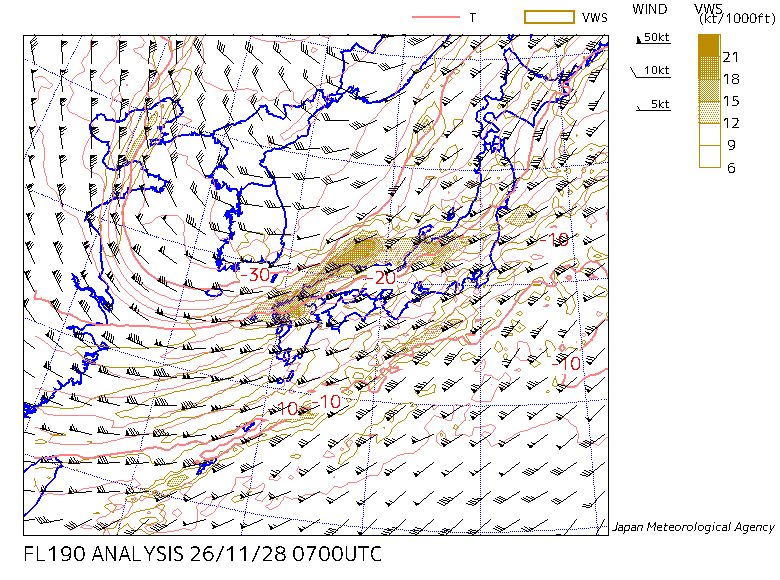 T
VWS
WIND
50kt
10kt
5kt
VWS
(kt/1000ft)
21
18
15
12
9
6
-10
-30
-20
-10
10
-10
Japan Meteorological Agency
FL190 ANALYSIS 26/11/28 0700UTC